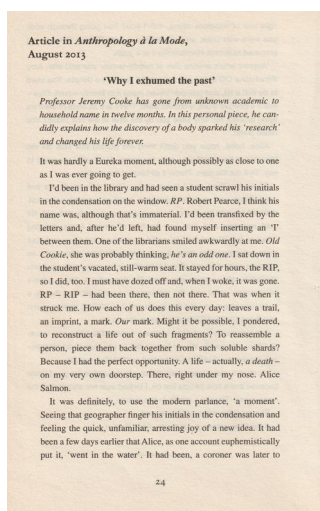 Article in Anthropology à la Mode,
August 2013
'Why I exhumed the past'
Professor Jeremy Cooke has gone from unknown academic to
household name in twelve months. In this personal piece, he can-
didly explains how the discovery of a body sparked his 'research'
and changed his life forever.
It was hardly a Eureka moment, although possibly as close to one
as I was ever going to get.
I'd been in the library and had seen a student scrawl his initials
in the condensation on the window. RP. Robert Pearce, I think his
name was, although that's immaterial. I'd been transfixed by the
letters and, after he'd left, had found myself inserting an 'I'
between them. One of the librarians smiled awkwardly at me. Old
Cookie, she was probably thinking, he's an odd one. I sat down in
the student's vacated, still-warm seat. It stayed for hours, the RIP,
so I did, too. I must have dozed off and, when I woke, it was gone.
RP – RIP – had been there, then not there. That was when it
struck me. How each of us does this every day: leaves a trail,
an imprint, a mark. Our mark. Might it be possible, I pondered,
to reconstruct a life out of such fragments? To reassemble a
person, piece them back together from such soluble shards?
Because I had the perfect opportunity. A life – actually, a death –
on my very own doorstep. There, right under my nose. Alice
Salmon.
It was definitely, to use the modern parlance, 'a moment'.
Seeing that geographer finger his initials in the condensation and
feeling the quick, unfamiliar, arresting joy of a new idea. It had
been a few days earlier that Alice, as one account euphemistically
put it, 'went in the water'. It had been, a coroner was later to
24